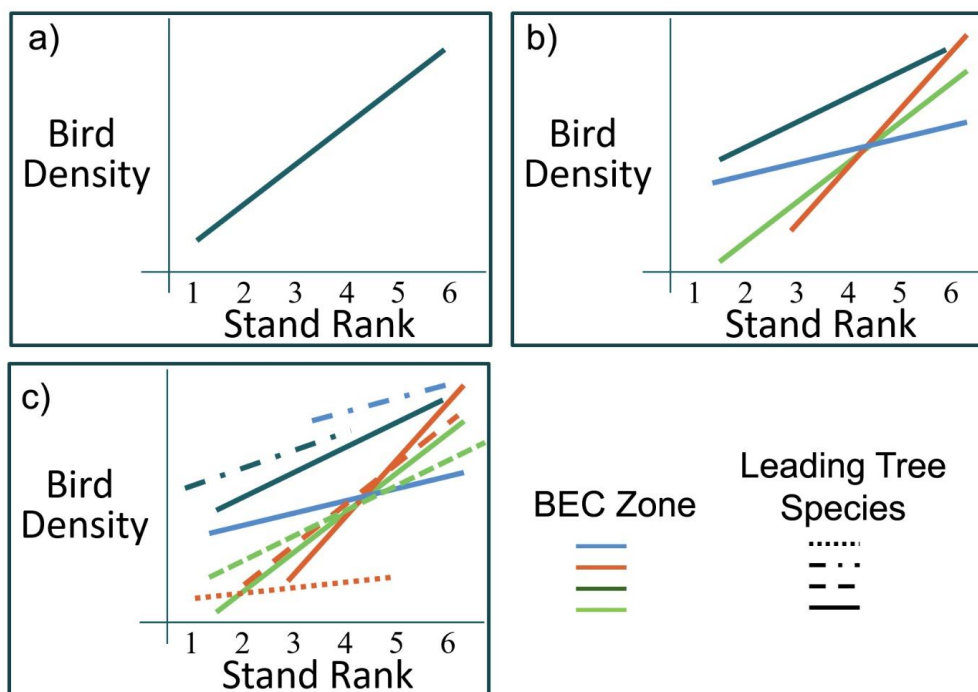 a)
Bird
Density
1 2 3 4 5 6
Stand Rank
b)
Bird
Density
1 2 3 4 5 6
Stand Rank
c)
Bird
Density
1 2 3 4 5 6
Stand Rank
BEC Zone
Leading Tree
Species